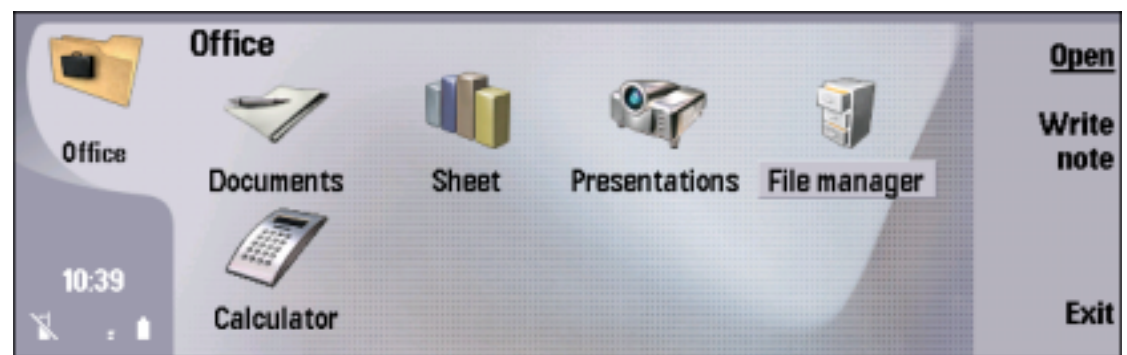 Office
Office
Documents Sheet Presentations File manager
Calculator
10:39
Open
Write
note
Exit